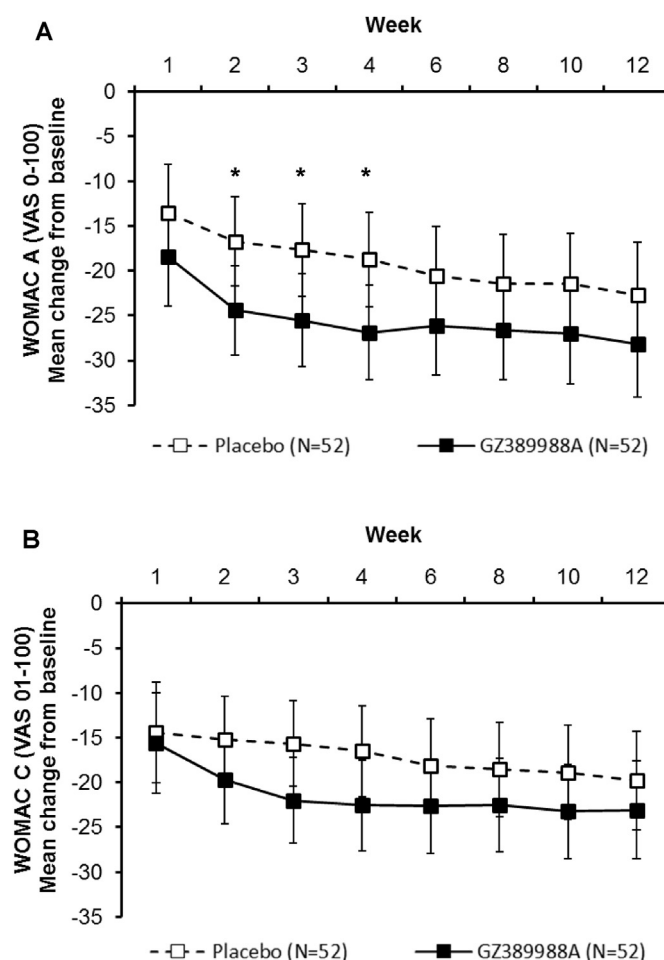 A
Week
1 2 3 4 6 8 10 12
0
-5
-10
-15
-20
-25
-30
-35
* * *
WOMAC A (VAS 0-100)
Mean change from baseline
Placebo (N=52) GZ389988A (N=52)
B
Week
1 2 3 4 6 8 10 12
0
-5
-10
-15
-20
-25
-30
-35
WOMAC C (VAS 01-100)
Mean change from baseline
Placebo (N=52) GZ389988A (N=52)